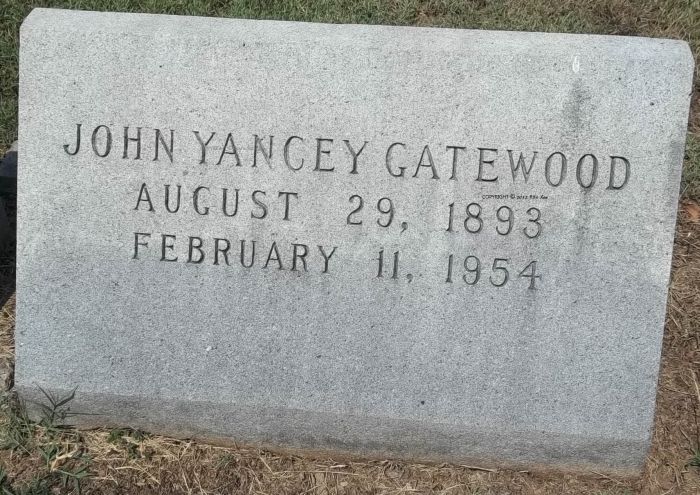 JOHN YANCEY GATEWOOD
AUGUST 29, 1893
FEBRUARY 11, 1954